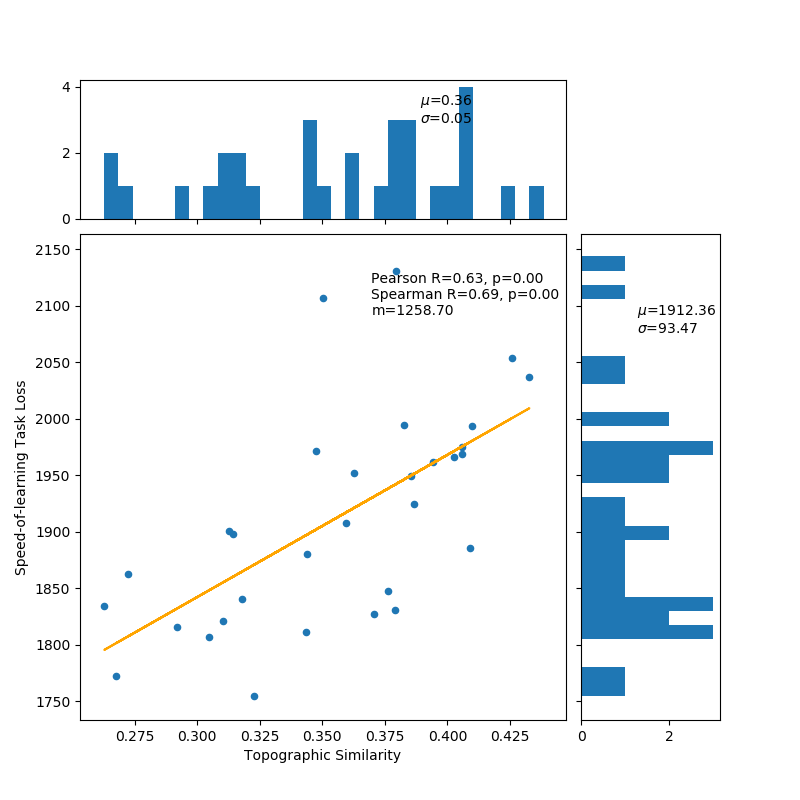 4
2
0
μ=0.36
σ=0.05
2150
2100
2050
2000
1950
1900
1850
1800
1750
Speed-of-learning Task Loss
Pearson R=0.63, p=0.00
Spearman R=0.69, p=0.00
m=1258.70
μ=1912.36
σ=93.47
0.275 0.300 0.325 0.350 0.375 0.400 0.425
Topographic Similarity
0 2